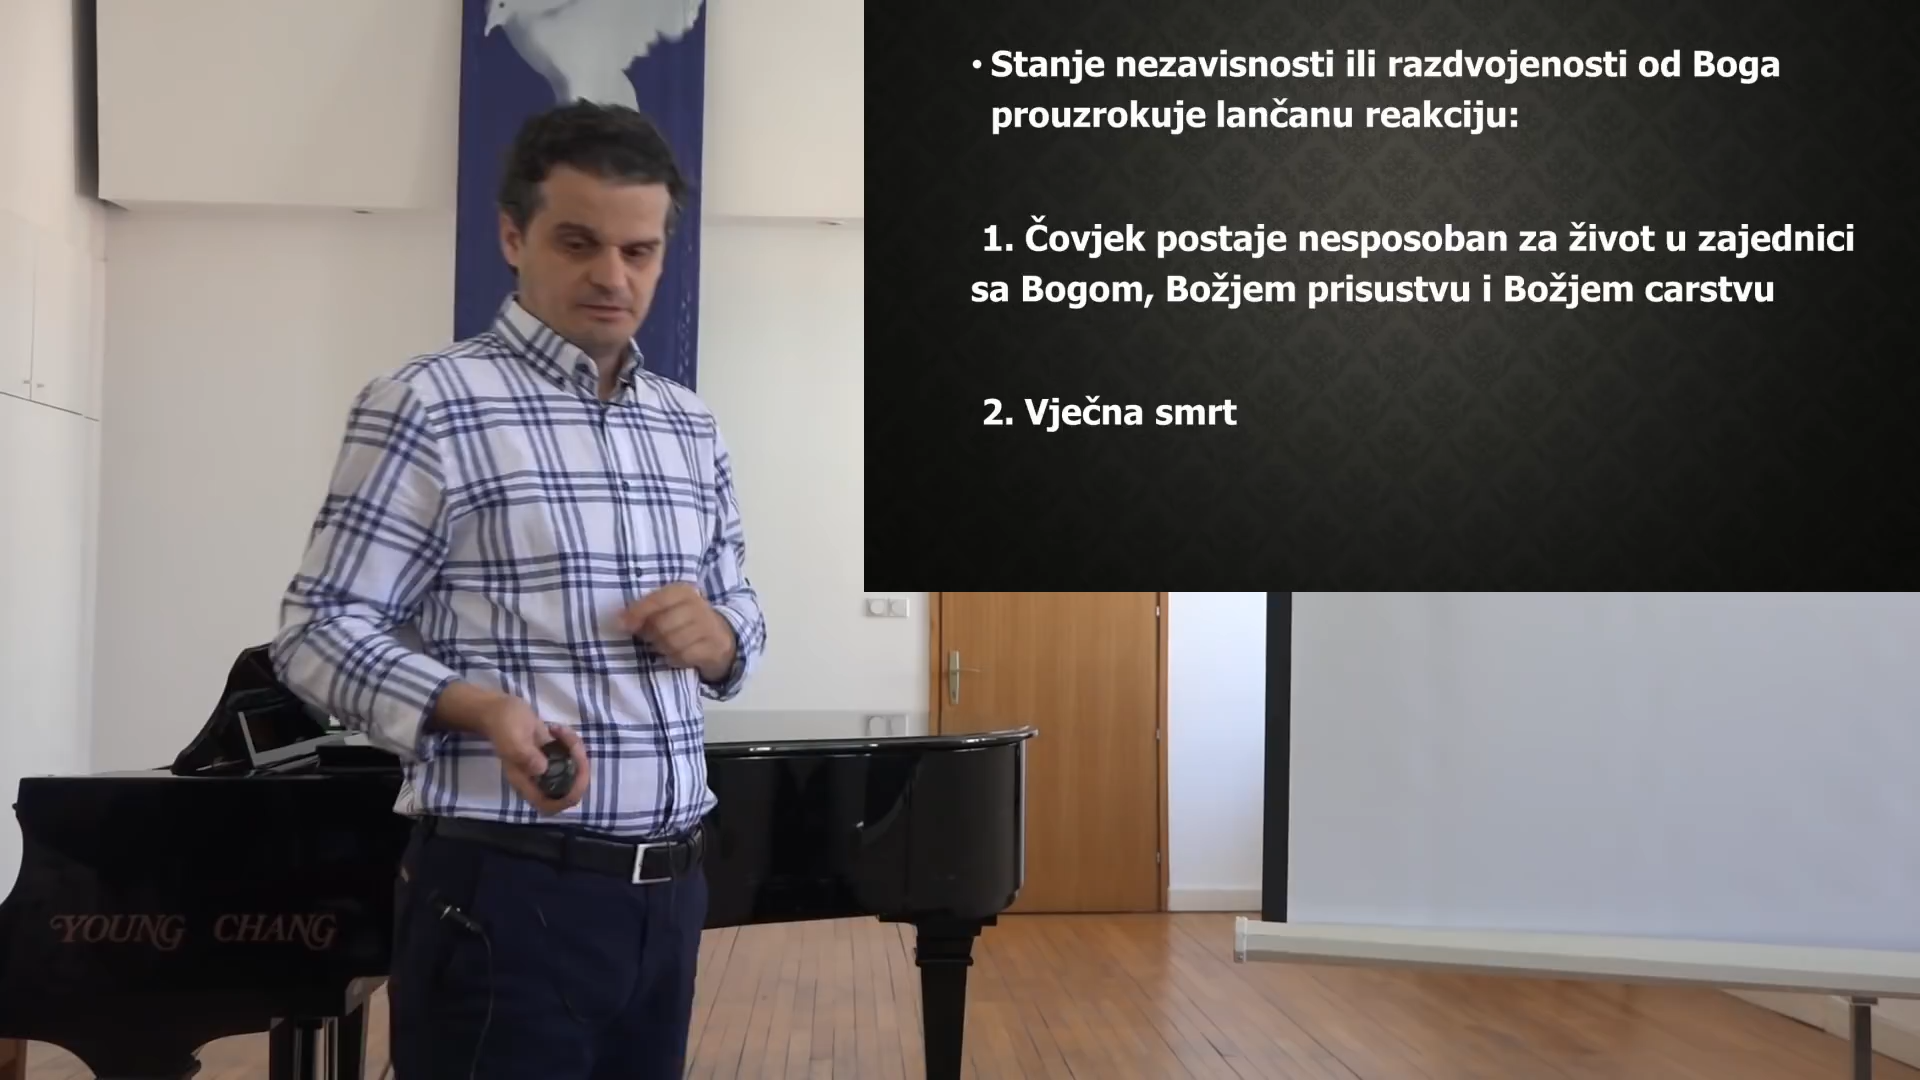 • Stanje nezavisnosti ili razdvojenosti od Boga
prouzrokuje lančanu reakciju:
1. Čovjek postaje nesposoban za život u zajednici
sa Bogom, Božjem prisustvu i Božjem carstvu
2. Vječna smrt
YOUNG CHANG